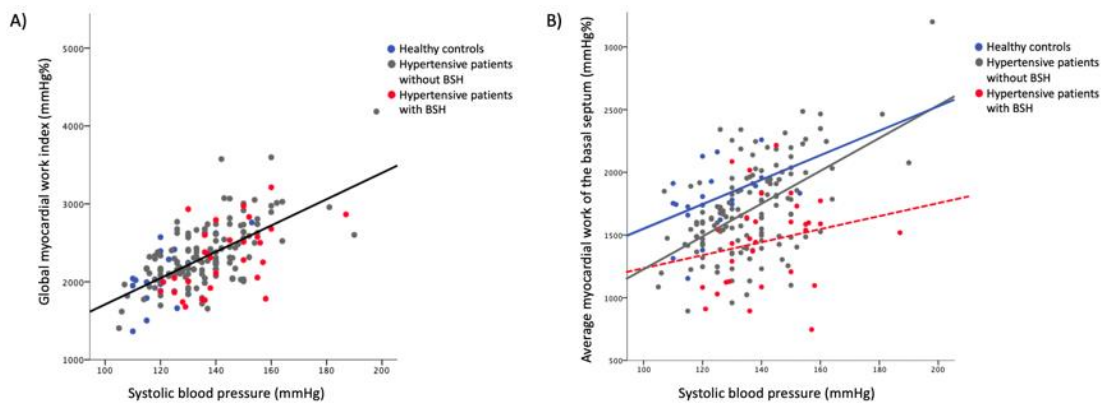 A)
Global myocardial work index (mmHg%)
5000
4000
3000
2000
1000
100 120 140 160 180 200
Systolic blood pressure (mmHg)
Healthy controls
Hypertensive patients
without BSH
Hypertensive patients
with BSH
B)
Average myocardial work of the basal septum (mmHg%)
3000
2500
2000
1500
1000
500
100 120 140 160 180 200
Systolic blood pressure (mmHg)
Healthy controls
Hypertensive patients
without BSH
Hypertensive patients
with BSH